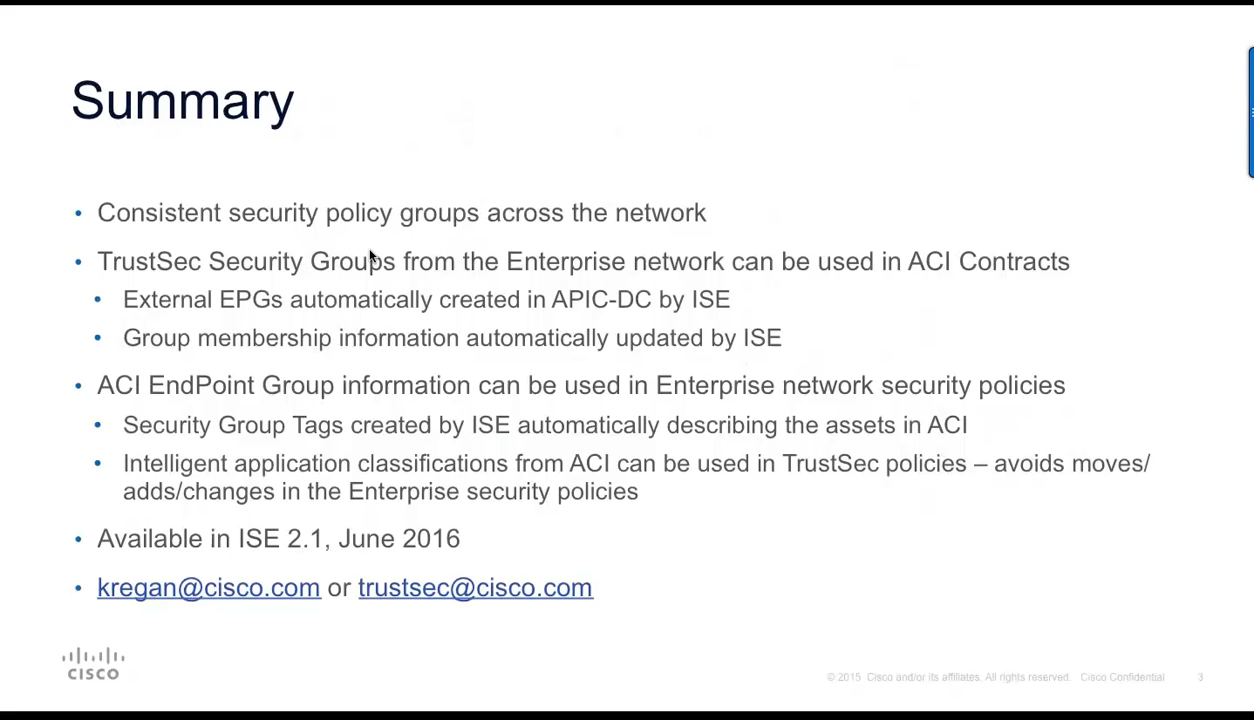 Summary
• Consistent security policy groups across the network
• TrustSec Security Groups from the Enterprise network can be used in ACI Contracts
• External EPGs automatically created in APIC-DC by ISE
• Group membership information automatically updated by ISE
• ACI EndPoint Group information can be used in Enterprise network security policies
• Security Group Tags created by ISE automatically describing the assets in ACI
• Intelligent application classifications from ACI can be used in TrustSec policies – avoids moves/
adds/changes in the Enterprise security policies
• Available in ISE 2.1, June 2016
• kregan@cisco.com or trustsec@cisco.com
CISCO
© 2015 Cisco and/or its affiliates. All rights reserved. Cisco Confidential 3